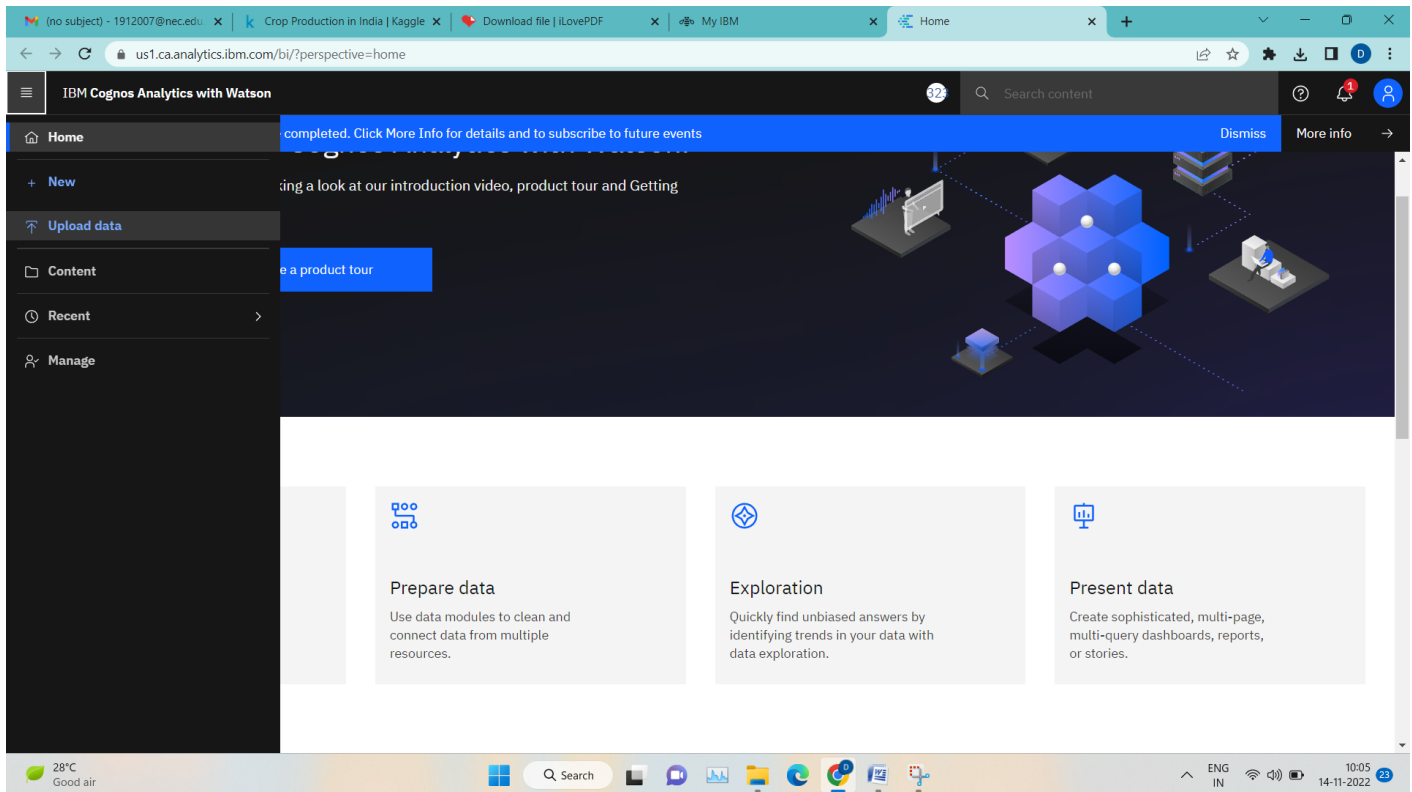 (no subject) - 1912007@nec.edu
Crop Production in India | Kaggle
Download file | iLovePDF
My IBM
Home
us1.ca.analytics.ibm.com/bi/?perspective=home
D
IBM Cognos Analytics with Watson
323
Search content
1
Home
completed. Click More Info for details and to subscribe to future events
Dismiss
More info
Cognos Analytics with Watson.
New
king a look at our introduction video, product tour and Getting
Upload data
Content
e a product tour
Recent
Manage
Prepare data
Use data modules to clean and
connect data from multiple
resources.
Exploration
Quickly find unbiased answers by
identifying trends in your data with
data exploration.
Present data
Create sophisticated, multi-page,
multi-query dashboards, reports,
or stories.
28°C
Good air
Search
ENG
IN
10:05
14-11-2022
23